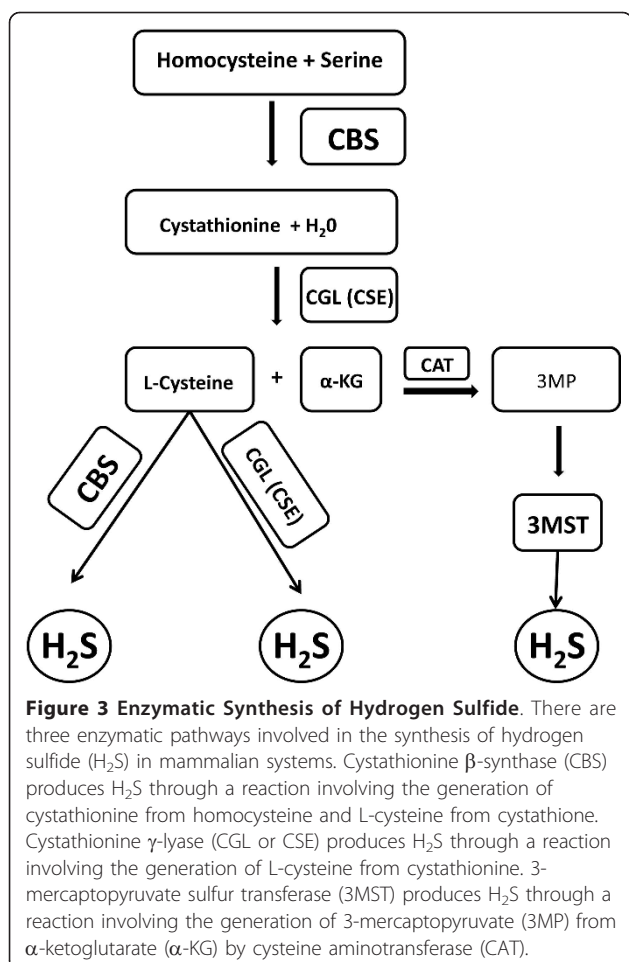 Homocysteine + Serine
CBS
Cystathionine + H₂0
CGL (CSE)
L-Cysteine + α-KG CAT 3MP
CBS CGL (CSE) 3MST
H₂S H₂S H₂S
Figure 3 Enzymatic Synthesis of Hydrogen Sulfide. There are
three enzymatic pathways involved in the synthesis of hydrogen
sulfide (H₂S) in mammalian systems. Cystathionine β-synthase (CBS)
produces H₂S through a reaction involving the generation of
cystathionine from homocysteine and L-cysteine from cystathione.
Cystathionine γ-lyase (CGL or CSE) produces H₂S through a reaction
involving the generation of L-cysteine from cystathionine. 3-
mercaptopyruvate sulfur transferase (3MST) produces H₂S through a
reaction involving the generation of 3-mercaptopyruvate (3MP) from
α-ketoglutarate (α-KG) by cysteine aminotransferase (CAT).